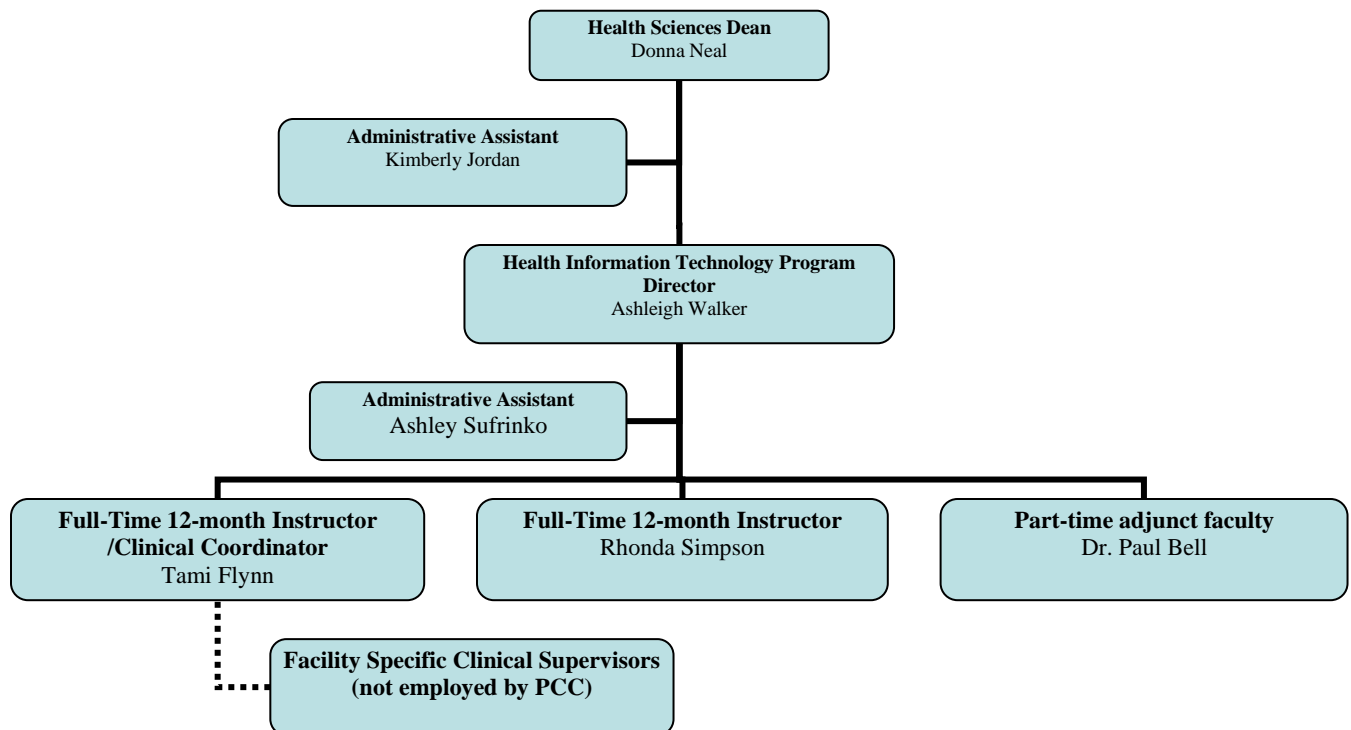 Health Sciences Dean
Donna Neal
Administrative Assistant
Kimberly Jordan
Health Information Technology Program
Director
Ashleigh Walker
Administrative Assistant
Ashley Sufrinko
Full-Time 12-month Instructor
/Clinical Coordinator
Tami Flynn
Full-Time 12-month Instructor
Rhonda Simpson
Part-time adjunct faculty
Dr. Paul Bell
Facility Specific Clinical Supervisors
(not employed by PCC)